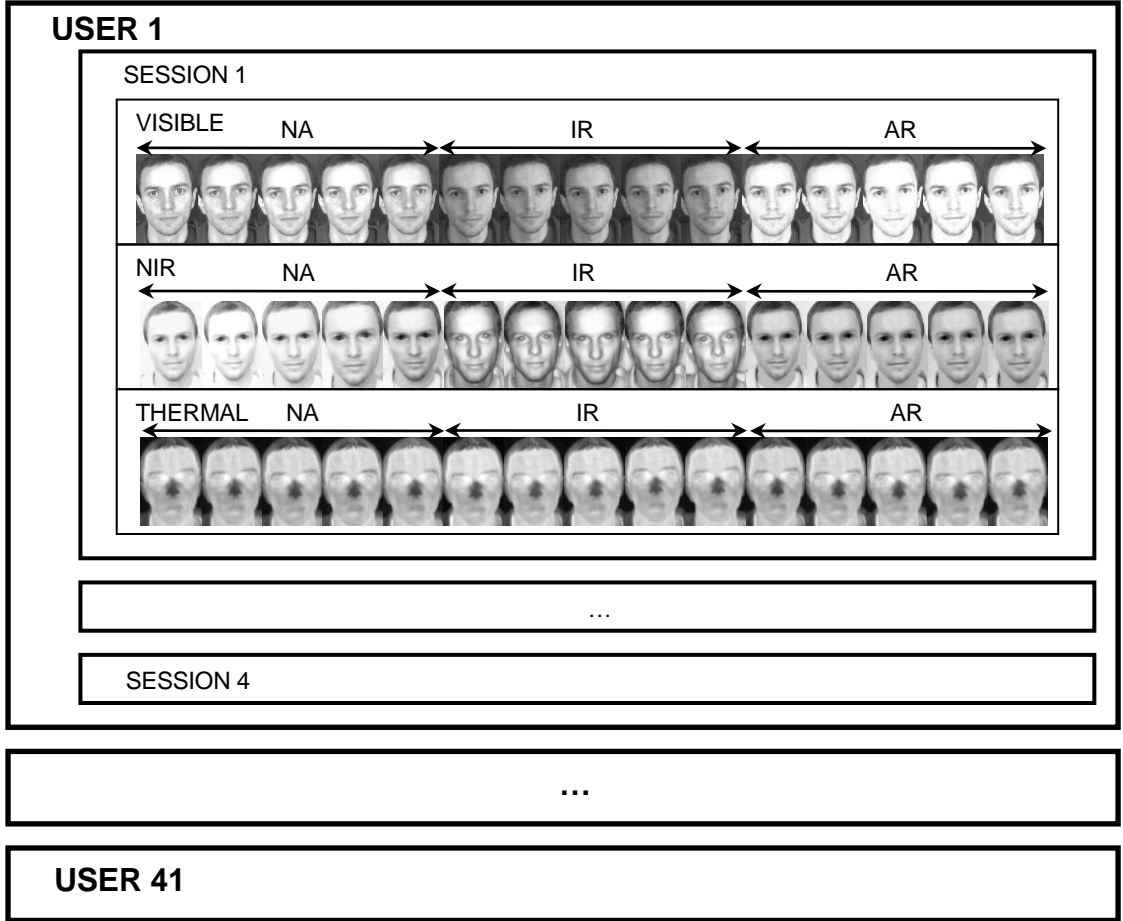 USER 1
SESSION 1
VISIBLE NA IR AR
NIR NA IR AR
THERMAL NA IR AR
…
SESSION 4
…
USER 41